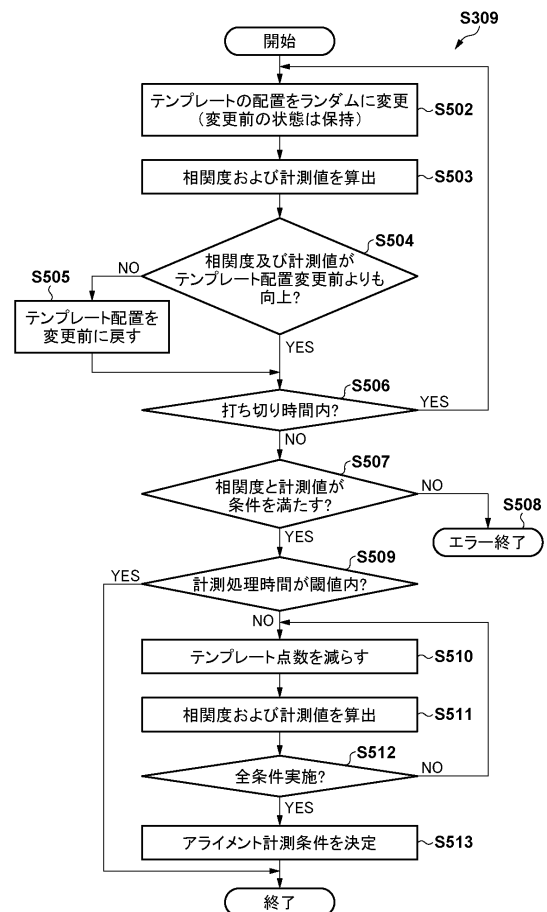 S309
開始
テンプレートの配置をランダムに変更
（変更前の状態は保持）
S502
相関度および計測値を算出
S503
S504
相関度及び計測値が
テンプレート配置変更前よりも
向上？
NO
YES
S505
テンプレート配置を
変更前に戻す
S506
打ち切り時間内？
YES
NO
S507
相関度と計測値が
条件を満たす？
NO
YES
S508
エラー終了
S509
計測処理時間が閾値内？
YES
NO
テンプレート点数を減らす
S510
相関度および計測値を算出
S511
S512
全条件実施？
NO
YES
アライメント計測条件を決定
S513
終了